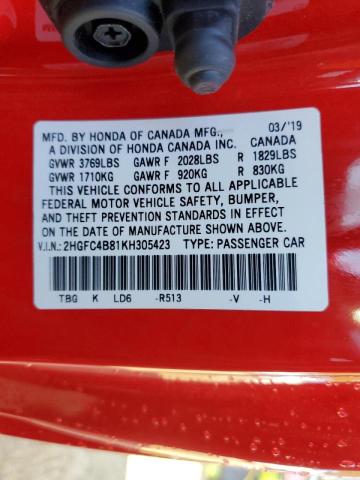 MFD. BY HONDA OF CANADA MFG., 03/'19
A DIVISION OF HONDA CANADA INC. CANADA
GVWR 3769LBS GAWR F 2028LBS R 1829LBS
GVWR 1710KG GAWR F 920KG R 830KG
THIS VEHICLE CONFORMS TO ALL APPLICABLE
FEDERAL MOTOR VEHICLE SAFETY, BUMPER,
AND THEFT PREVENTION STANDARDS IN EFFECT
ON THE DATE OF MANUFACTURE SHOWN ABOVE.
V.I.N.: 2HGFC4B81KH305423 TYPE: PASSENGER CAR
TBG K LD6 -R513 -V -H